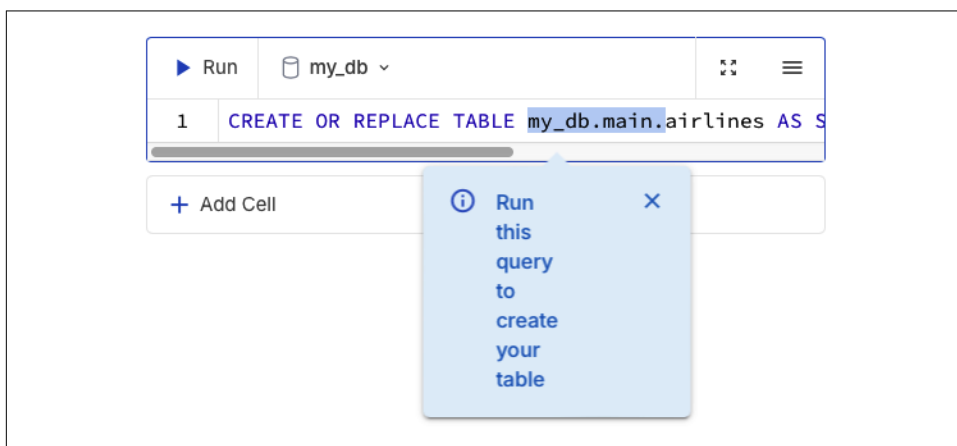 Run my_db
1 CREATE OR REPLACE TABLE my_db.main.airlines AS S
+ Add Cell
Run
this
query
to
create
your
table